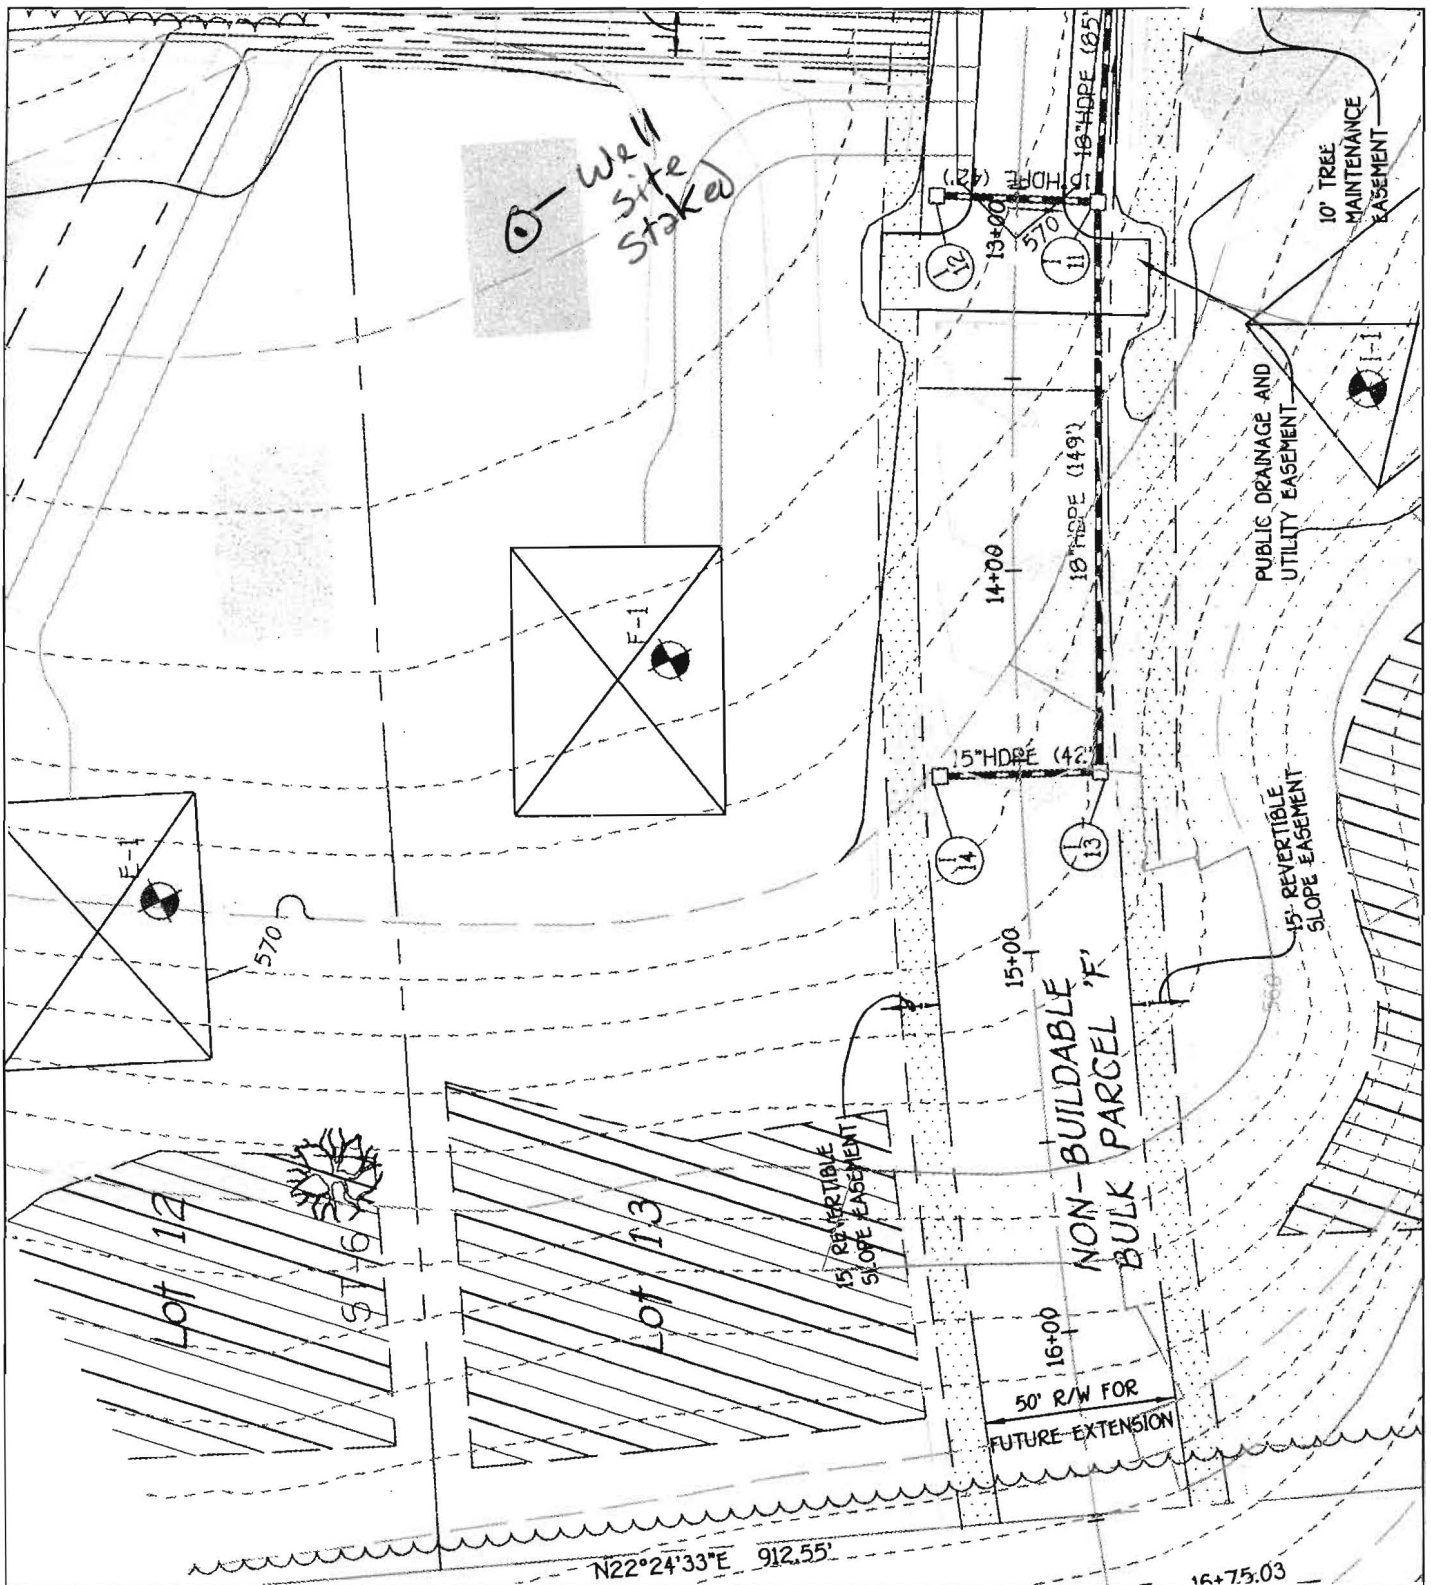 18"HDPE (85'
10' TREE
MAINTENANCE
EASEMENT
Well
site
staked
15"HDPE (42')
13+00
570
I
12
I
11
I-1
PUBLIC DRAINAGE AND
UTILITY EASEMENT
18"HDPE (149')
14+00
F-1
15"HDPE (42')
I
14
I
13
15' REVERTIBLE
SLOPE EASEMENT
E-1
570
15+00
560
NON-BUILDABLE
BULK PARCEL 'F'
15' REVERTIBLE
SLOPE EASEMENT
Lot 12
ST-6
Lot 13
16+00
50' R/W FOR
FUTURE EXTENSION
N22°24'33"E 912.55'
16+75.03